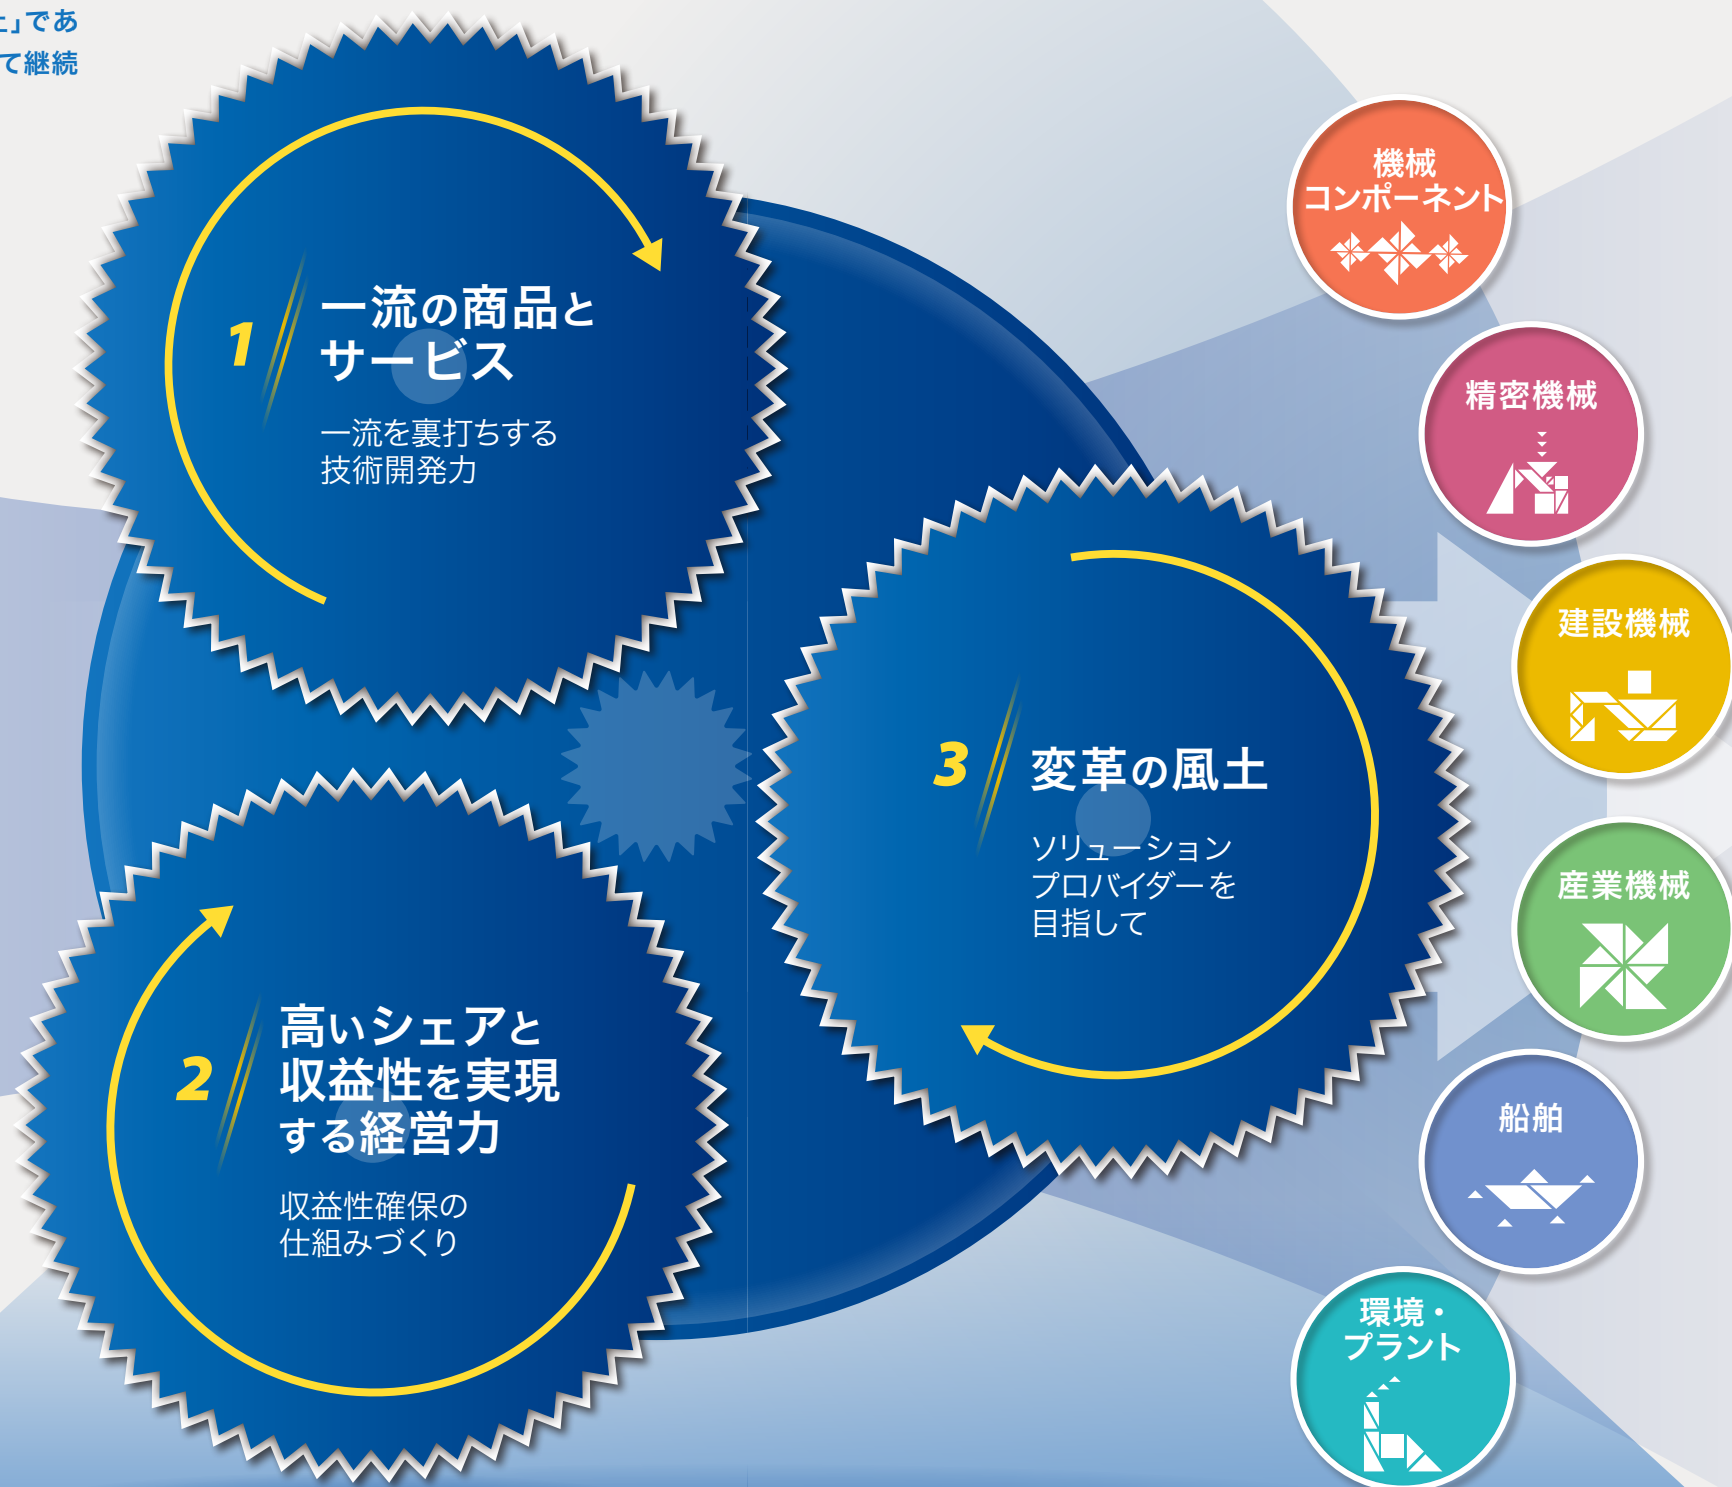 」であ
て継続
1
一流の商品と
サービス
一流を裏打ちする
技術開発力
2
高いシェアと
収益性を実現
する経営力
収益性確保の
仕組みづくり
3
変革の風土
ソリューション
プロバイダーを
目指して
機械
コンポーネント
精密機械
建設機械
産業機械
船舶
環境・
プラント